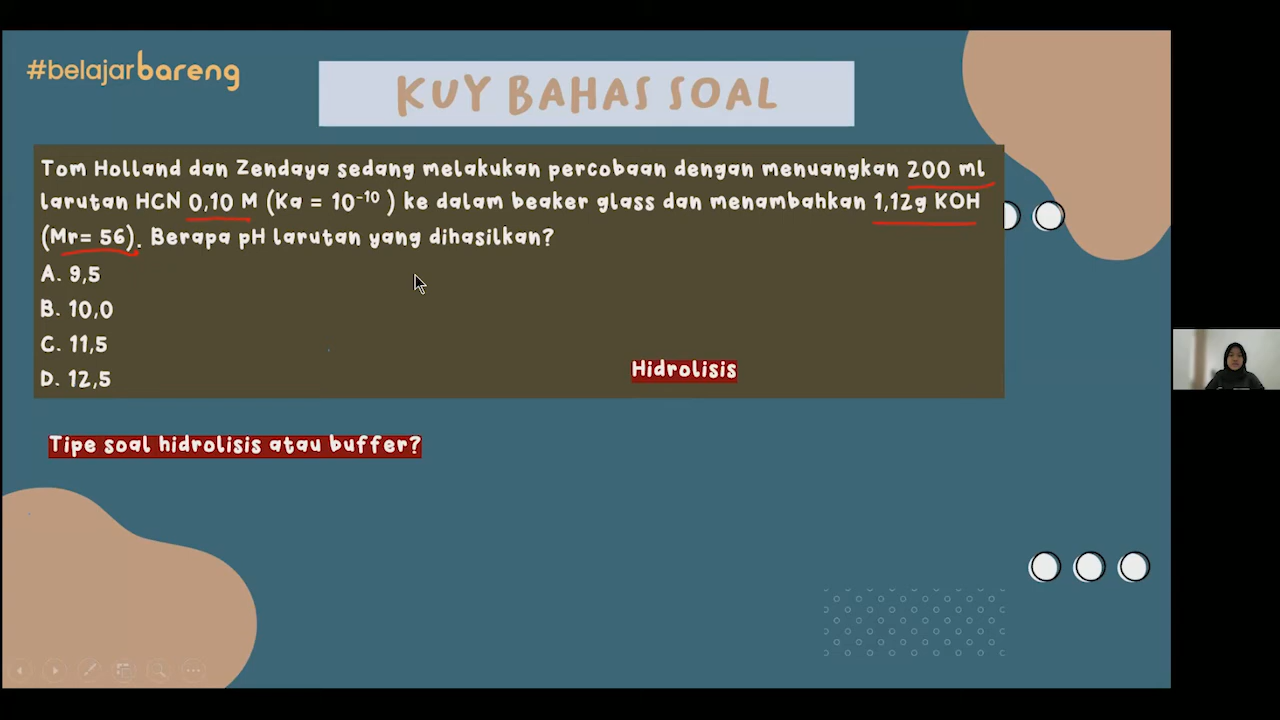 #belajarbareng
KUY BAHAS SOAL
Tom Holland dan Zendaya sedang melakukan percobaan dengan menuangkan 200 ml
larutan HCN 0,10 M (Ka = 10⁻¹⁰ ) ke dalam beaker glass dan menambahkan 1,12g KOH
(Mr= 56). Berapa pH larutan yang dihasilkan?
A. 9,5
B. 10,0
C. 11,5
D. 12,5
Hidrolisis
Tipe soal hidrolisis atau buffer?